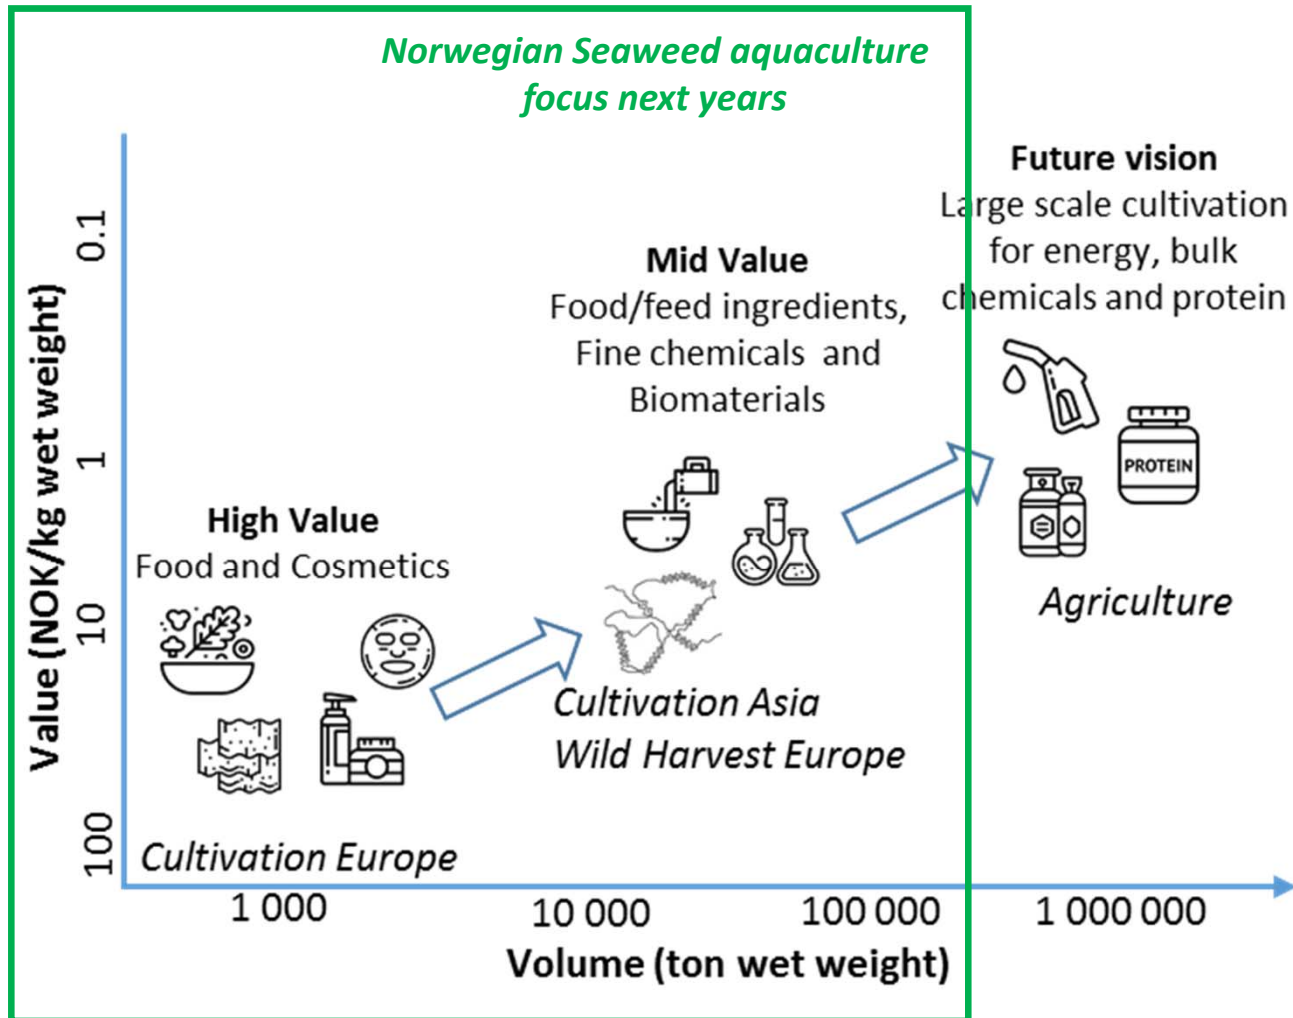 Norwegian Seaweed aquaculture
focus next years
Future vision
Large scale cultivation
for energy, bulk
chemicals and protein
Mid Value
Food/feed ingredients,
Fine chemicals and
Biomaterials
High Value
Food and Cosmetics
PROTEIN
Agriculture
Cultivation Asia
Wild Harvest Europe
Cultivation Europe
Value (NOK/kg wet weight)
0.1
1
10
100
1 000
10 000
100 000
1 000 000
Volume (ton wet weight)